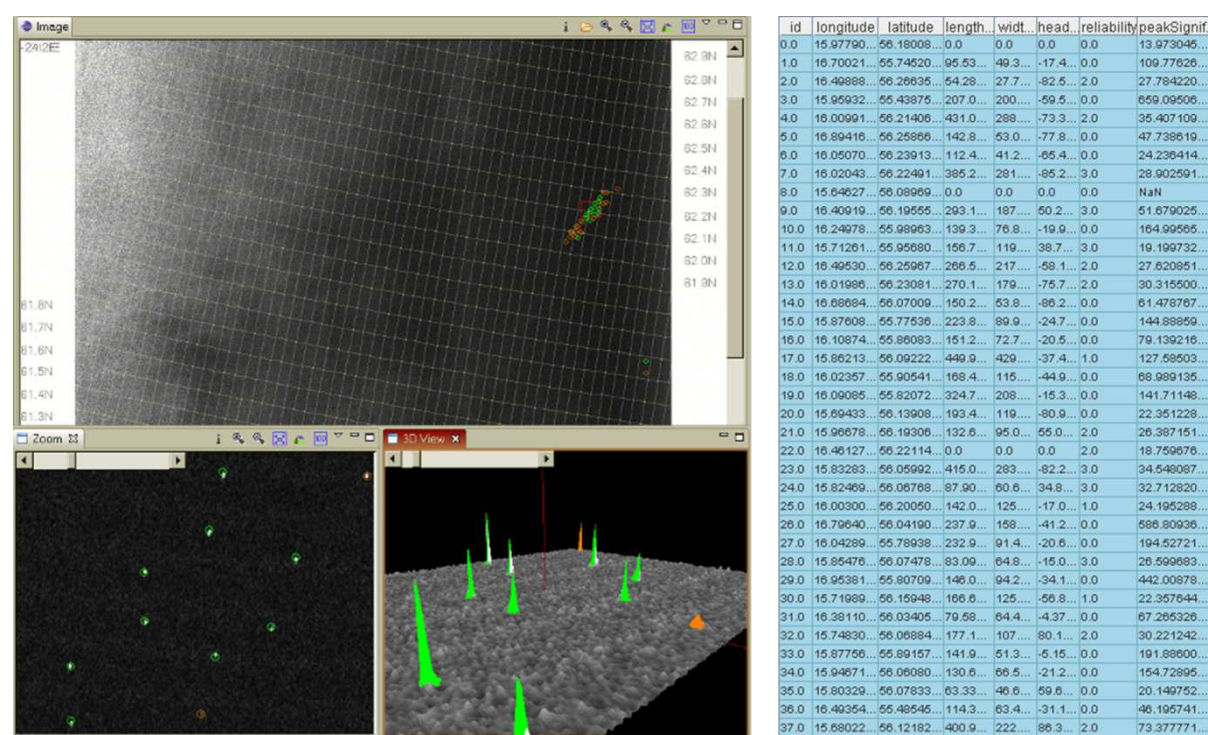 Image
-24.2E
62.9N
62.8N
62.7N
62.6N
62.5N
62.4N
62.3N
62.2N
62.1N
62.0N
61.9N
61.8N
61.7N
61.6N
61.5N
61.4N
61.3N
Zoom
3D View
id longitude latitude length... widt... head... reliability peakSignif...
0.0 15.97790... 56.18008... 0.0 0.0 0.0 0.0 13.973045...
1.0 16.70021... 55.74520... 95.53... 49.3... -17.4... 0.0 109.77626...
2.0 16.49888... 56.26635... 54.28... 27.7... -82.5... 2.0 27.784220...
3.0 15.95932... 55.43875... 207.0... 200.... -59.5... 0.0 659.09506...
4.0 16.00991... 56.21406... 431.0... 288.... -73.3... 2.0 35.407109...
5.0 16.89416... 56.25866... 142.8... 53.0... -77.8... 0.0 47.738619...
6.0 16.05070... 56.23913... 112.4... 41.2... -65.4... 0.0 24.236414...
7.0 16.02043... 56.22491... 385.2... 281.... -85.2... 3.0 28.902591...
8.0 15.64627... 56.08969... 0.0 0.0 0.0 0.0 NaN
9.0 16.40919... 56.19555... 293.1... 187.... 50.2... 3.0 51.679025...
10.0 16.24978... 55.98963... 139.3... 76.8... -19.9... 0.0 164.99565...
11.0 15.71261... 55.95680... 156.7... 119.... 38.7... 3.0 19.199732...
12.0 16.49530... 56.25967... 266.5... 217.... -58.1... 2.0 27.620851...
13.0 16.01986... 56.23081... 270.1... 179.... -75.7... 2.0 30.315500...
14.0 16.68684... 56.07009... 150.2... 53.8... -86.2... 0.0 61.478767...
15.0 15.87608... 55.77536... 223.8... 89.9... -24.7... 0.0 144.88859...
16.0 16.10874... 55.86083... 151.2... 72.7... -20.5... 0.0 79.139216...
17.0 15.86213... 56.09222... 449.9... 429.... -37.4... 1.0 127.58503...
18.0 16.02357... 55.90541... 168.4... 115.... -44.9... 0.0 68.989135...
19.0 16.09085... 55.82072... 324.7... 208.... -15.3... 0.0 141.71148...
20.0 15.69433... 56.13908... 193.4... 119.... -80.9... 0.0 22.351228...
21.0 15.96678... 56.19306... 132.6... 95.0... 55.0... 2.0 26.387151...
22.0 16.46127... 56.22114... 0.0 0.0 0.0 2.0 18.759676...
23.0 15.83283... 56.05992... 415.0... 283.... -82.2... 3.0 34.548087...
24.0 15.82469... 56.06768... 87.90... 60.6... 34.8... 3.0 32.712820...
25.0 16.00300... 56.20050... 142.0... 125.... -17.0... 1.0 24.195288...
26.0 16.79640... 56.04190... 237.9... 158.... -41.2... 0.0 586.80936...
27.0 16.04289... 55.78938... 232.9... 91.4... -20.6... 0.0 194.52721...
28.0 15.85476... 56.07478... 83.09... 64.8... -15.0... 3.0 26.599683...
29.0 16.95381... 55.80709... 146.0... 94.2... -34.1... 0.0 442.00878...
30.0 15.71989... 56.15948... 166.6... 125.... -56.8... 1.0 22.357644...
31.0 16.38110... 56.03405... 79.58... 64.4... -4.37... 0.0 67.265326...
32.0 15.74830... 56.06884... 177.1... 107.... 80.1... 2.0 30.221242...
33.0 15.87756... 55.89157... 141.9... 51.3... -5.15... 0.0 191.88600...
34.0 15.94671... 56.06080... 130.6... 66.5... -21.2... 0.0 154.72895...
35.0 15.80329... 56.07833... 63.33... 46.6... 59.6... 0.0 20.149752...
36.0 16.49354... 55.48545... 114.3... 63.4... -31.1... 0.0 46.195741...
37.0 15.68022... 56.12182... 400.9... 222.... 86.3... 2.0 73.377771...